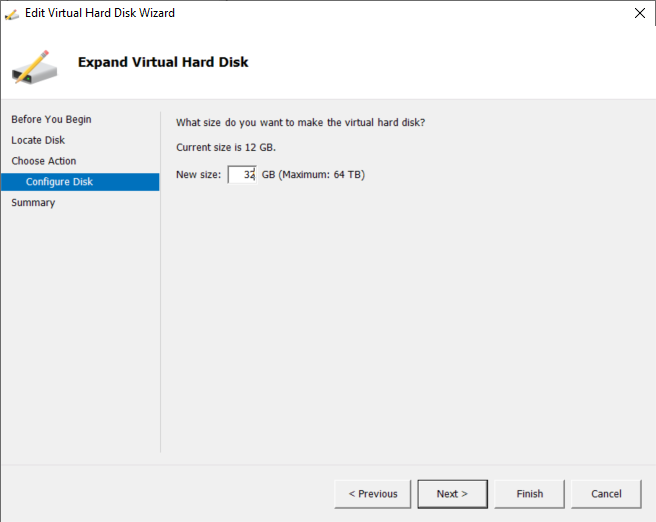 Edit Virtual Hard Disk Wizard
Expand Virtual Hard Disk
Before You Begin
Locate Disk
Choose Action
Configure Disk
Summary
What size do you want to make the virtual hard disk?
Current size is 12 GB.
New size: 32 GB (Maximum: 64 TB)
< Previous
Next >
Finish
Cancel